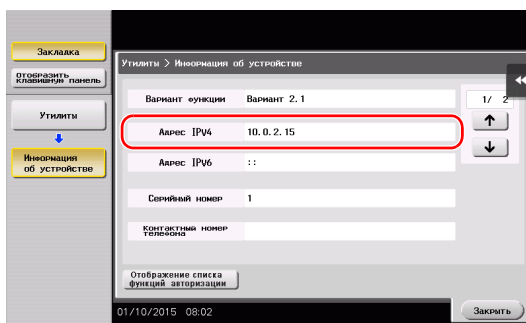 Закладка
Отобразить
клавишную панель
Утилиты
Информация
об устройстве
Утилиты > Информация об устройстве
Вариант функции Вариант 2.1
1/ 2
Адрес IPv4 10.0.2.15
Адрес IPv6 ::
Серийный номер 1
Контактный номер
телефона
Отображение списка
функций авторизации
01/10/2015 08:02
Закрыть